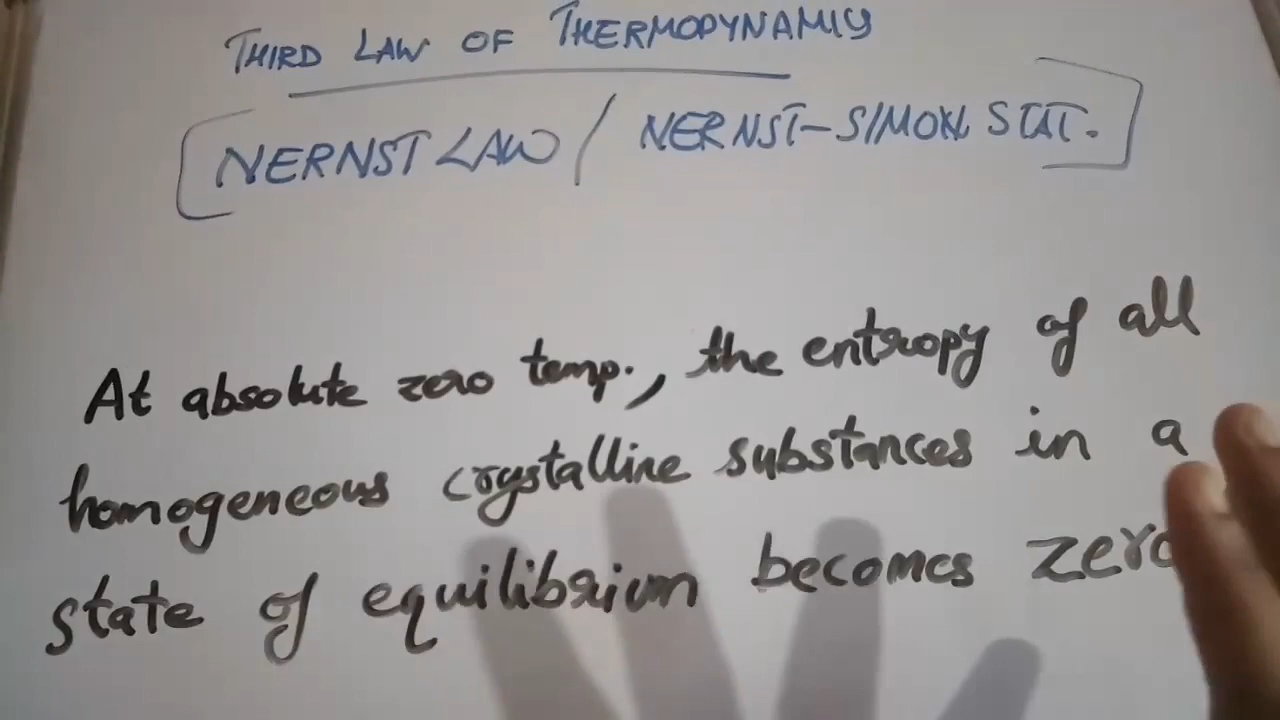 THIRD LAW OF THERMODYNAMICS
[NERNST LAW / NERNST-SIMON STAT.]
At absolute zero temp., the entropy of all
homogeneous crystalline substances in a
state of equilibrium becomes zero